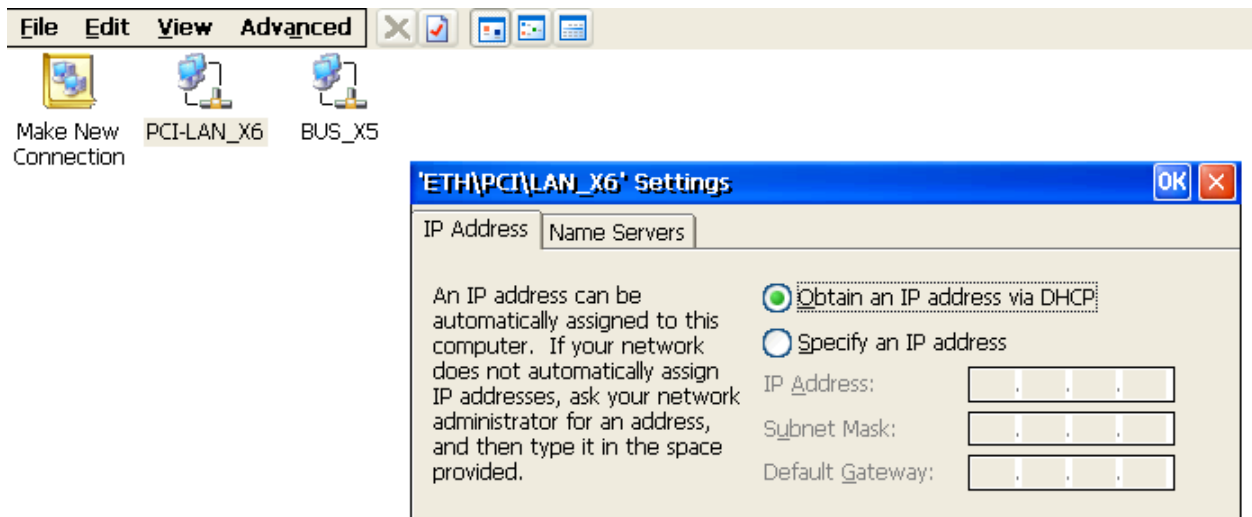 File Edit View Advanced
Make New
Connection
PCI-LAN_X6
BUS_X5
'ETH\PCI\LAN_X6' Settings
OK
IP Address
Name Servers
An IP address can be
automatically assigned to this
computer. If your network
does not automatically assign
IP addresses, ask your network
administrator for an address,
and then type it in the space
provided.
Obtain an IP address via DHCP
Specify an IP address
IP Address:
Subnet Mask:
Default Gateway: